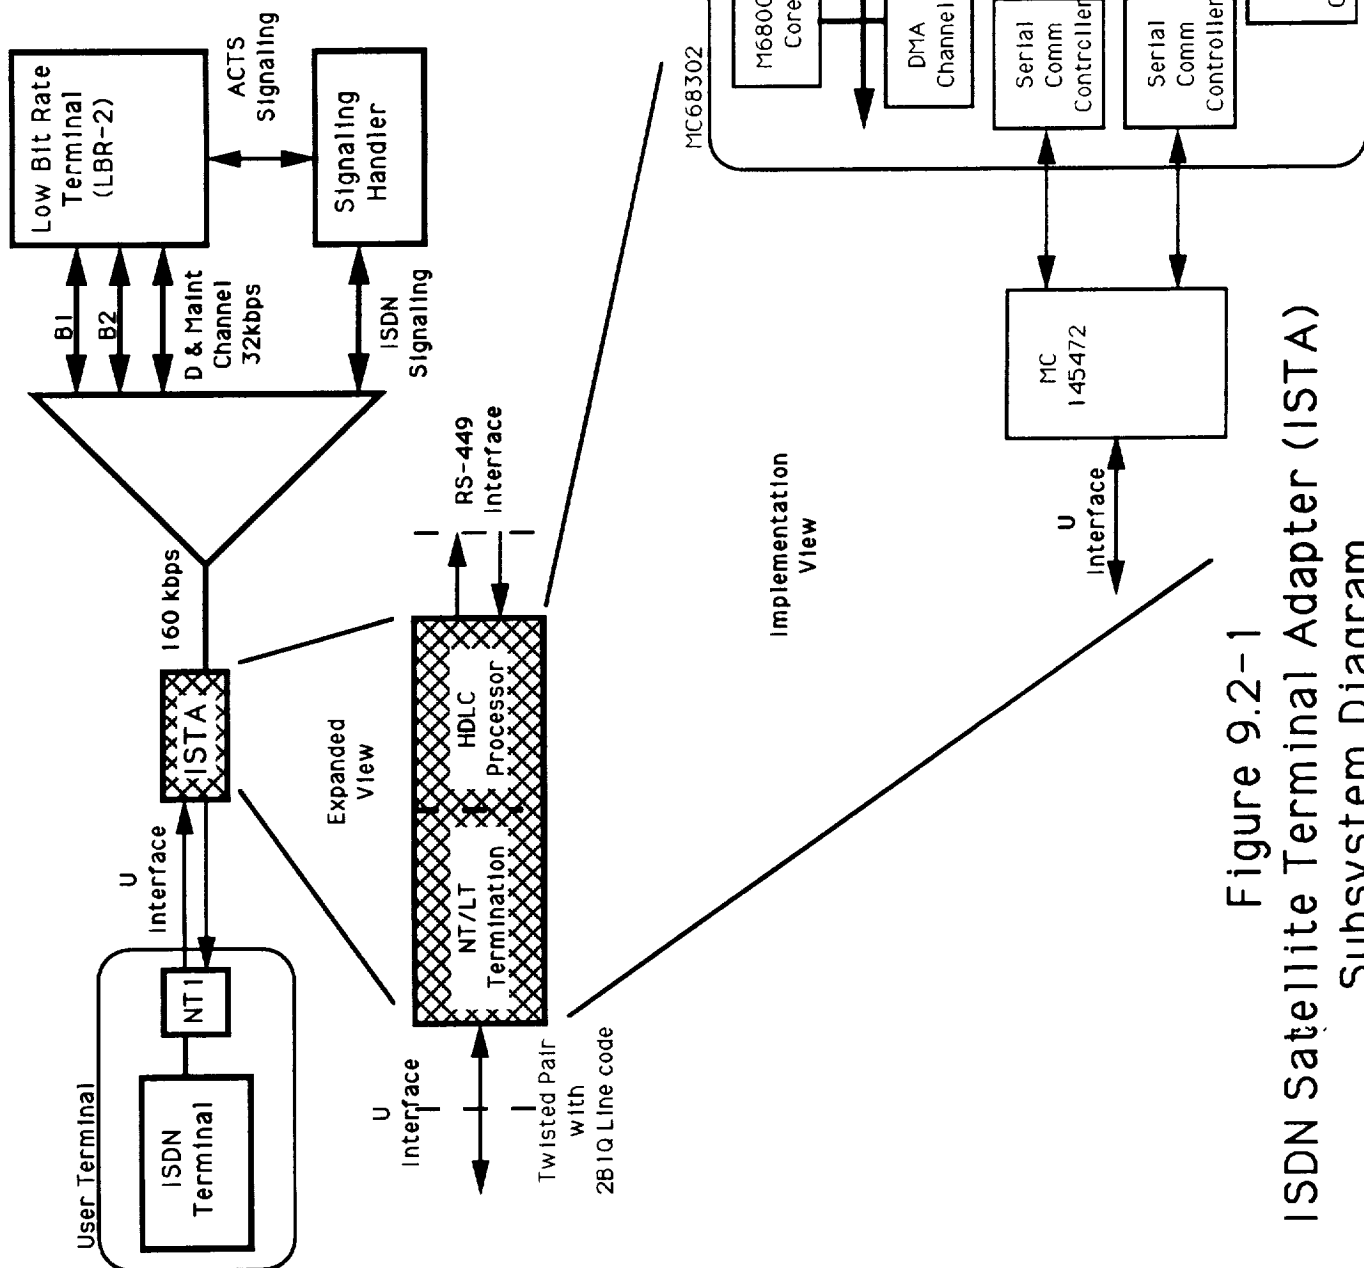 User Terminal
ISDN
Terminal
NT1
U
Interface
ISTA
160 kbps
B1
B2
D & Maint
Channel
32kbps
ISDN
Signaling
Low Bit Rate
Terminal
(LBR-2)
ACTS
Signaling
Signaling
Handler
Expanded
View
U
Interface
Twisted Pair
with
2B1Q Line code
NT/LT
Termination
HDLC
Processor
RS-449
Interface
Implementation
View
U
Interface
MC
145472
MC68302
Core
DMA
Channel
Serial
Comm
Controller
Serial
Comm
Controller
Figure 9.2-1
ISDN Satellite Terminal Adapter (ISTA)
Subsystem Diagram